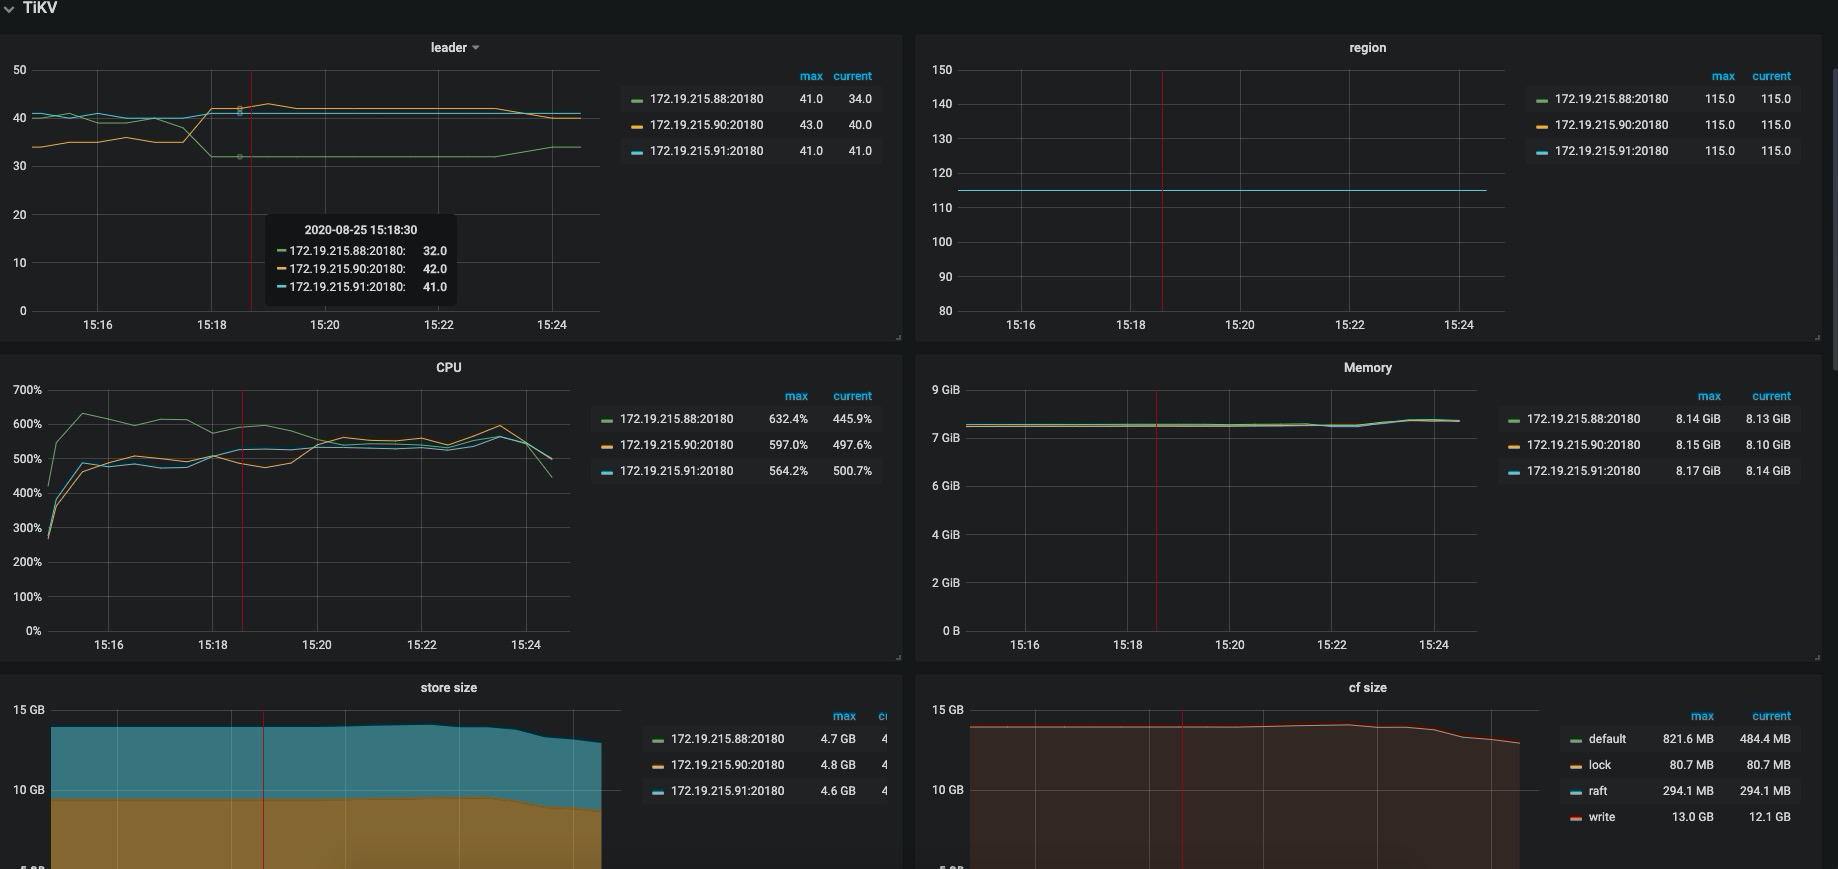 TiKV
leader
50
40
30
20
10
0
15:16
15:18
15:20
15:22
15:24
max current
172.19.215.88:20180 41.0 34.0
172.19.215.90:20180 43.0 40.0
172.19.215.91:20180 41.0 41.0
2020-08-25 15:18:30
172.19.215.88:20180: 32.0
172.19.215.90:20180: 42.0
172.19.215.91:20180: 41.0
region
150
140
130
120
110
100
90
80
15:16
15:18
15:20
15:22
15:24
max current
172.19.215.88:20180 115.0 115.0
172.19.215.90:20180 115.0 115.0
172.19.215.91:20180 115.0 115.0
CPU
700%
600%
500%
400%
300%
200%
100%
0%
15:16
15:18
15:20
15:22
15:24
max current
172.19.215.88:20180 632.4% 445.9%
172.19.215.90:20180 597.0% 497.6%
172.19.215.91:20180 564.2% 500.7%
Memory
9 GiB
7 GiB
6 GiB
4 GiB
2 GiB
0 B
15:16
15:18
15:20
15:22
15:24
max current
172.19.215.88:20180 8.14 GiB 8.13 GiB
172.19.215.90:20180 8.15 GiB 8.10 GiB
172.19.215.91:20180 8.17 GiB 8.14 GiB
store size
15 GB
10 GB
max
172.19.215.88:20180 4.7 GB 4
172.19.215.90:20180 4.8 GB 4
172.19.215.91:20180 4.6 GB 4
cf size
15 GB
10 GB
max current
default 821.6 MB 484.4 MB
lock 80.7 MB 80.7 MB
raft 294.1 MB 294.1 MB
write 13.0 GB 12.1 GB